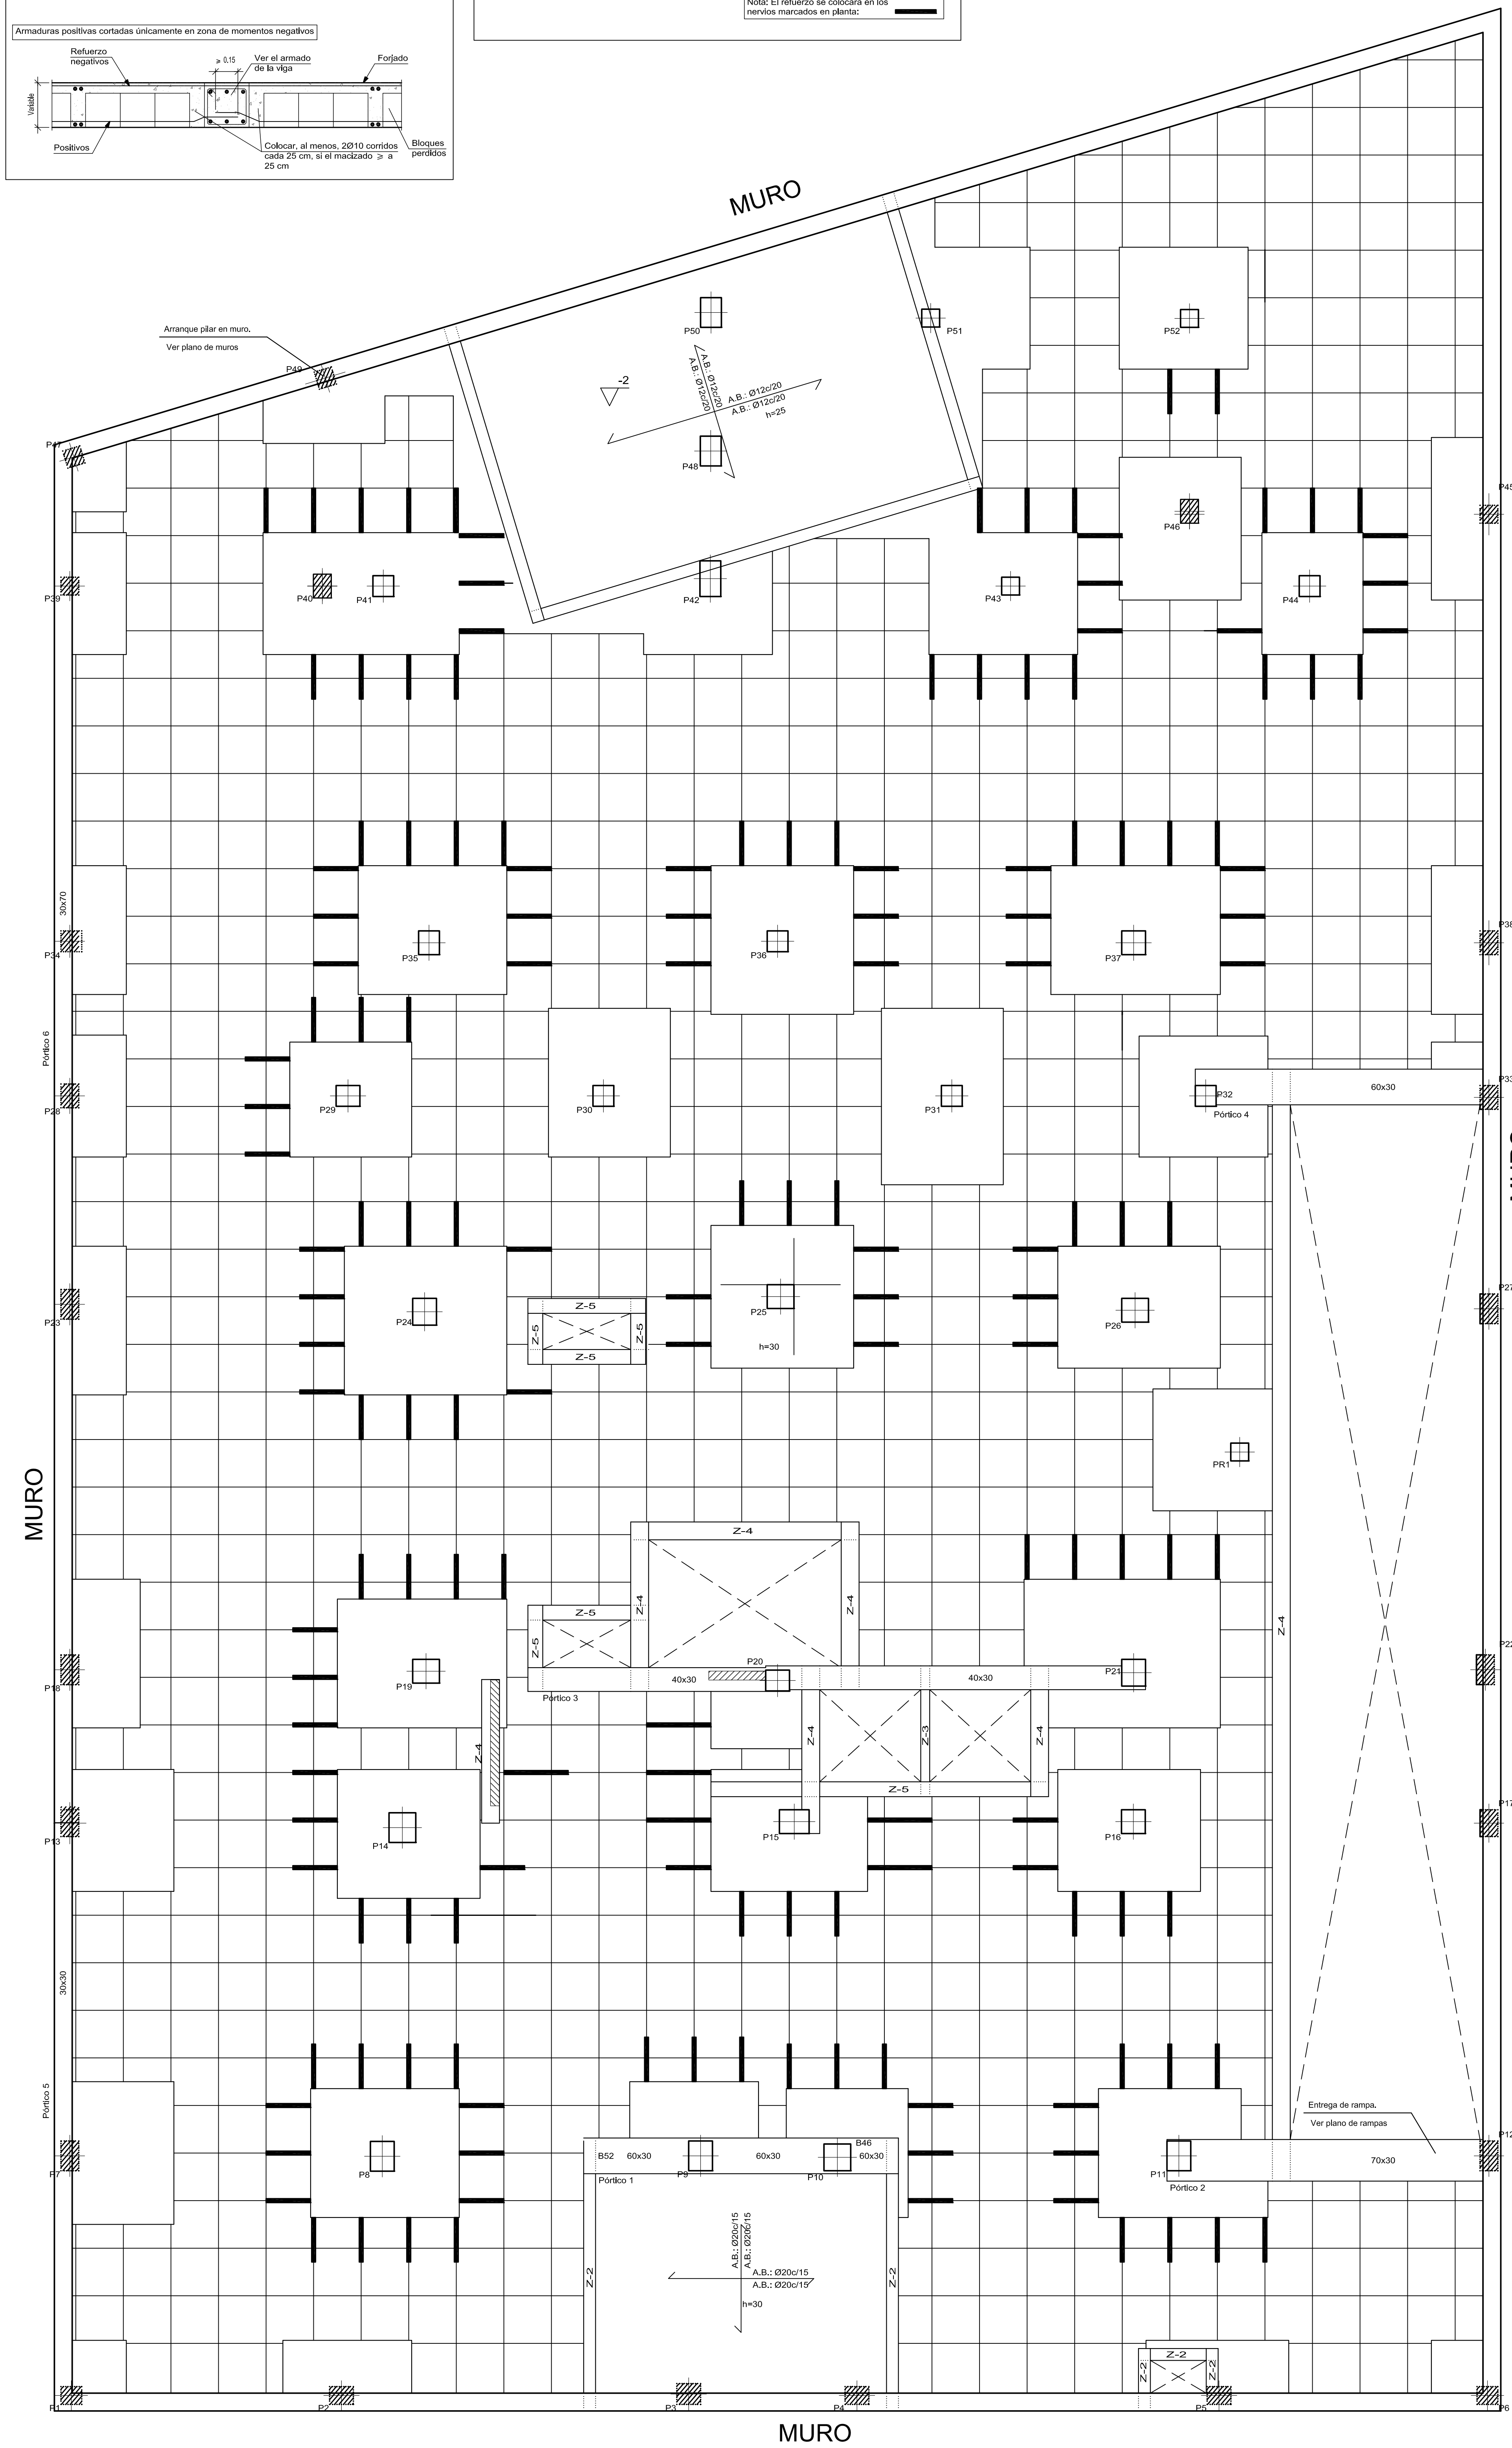 Nota: El refuerzo se colocará en los
nervios marcados en planta:
Armaduras positivas cortadas únicamente en zona de momentos negativos
Refuerzo
negativos
≥ 0,15
Ver el armado
de la viga
Forjado
Variable
Positivos
Colocar, al menos, 2Ø10 corridos
cada 25 cm, si el macizado ≥ a
25 cm
Bloques
perdidos
MURO
Arranque pilar en muro.
Ver plano de muros
P49
P50
P51
P52
-2
A.B.: Ø12c/20
A.B.: Ø12c/20
A.B.: Ø12c/20
A.B.: Ø12c/20
h=25
P47
P48
P45
P46
P39
P40
P41
P42
P43
P44
30x70
P34
P35
P36
P37
P38
Pórtico 6
P28
P29
P30
P31
P32
60x30
P33
Pórtico 4
P23
P24
Z-5
Z-5
Z-5
Z-5
P25
h=30
P26
P27
PR1
MURO
Z-4
Z-4
Z-4
Z-4
Z-5
Z-5
P18
P19
40x30
P20
40x30
P21
P22
Pórtico 3
Z-4
Z-4
Z-3
Z-4
Z-5
P13
P14
P15
P16
P17
30x30
Pórtico 5
Entrega de rampa.
Ver plano de rampas
P7
P8
B52
60x30
P9
60x30
P10
B46
60x30
P11
70x30
P12
Pórtico 1
Pórtico 2
A.B.: Ø20c/15
A.B.: Ø20c/15
A.B.: Ø20c/15
A.B.: Ø20c/15
h=30
Z-2
Z-2
Z-2
Z-2
Z-2
P1
P2
P3
P4
P5
P6
MURO